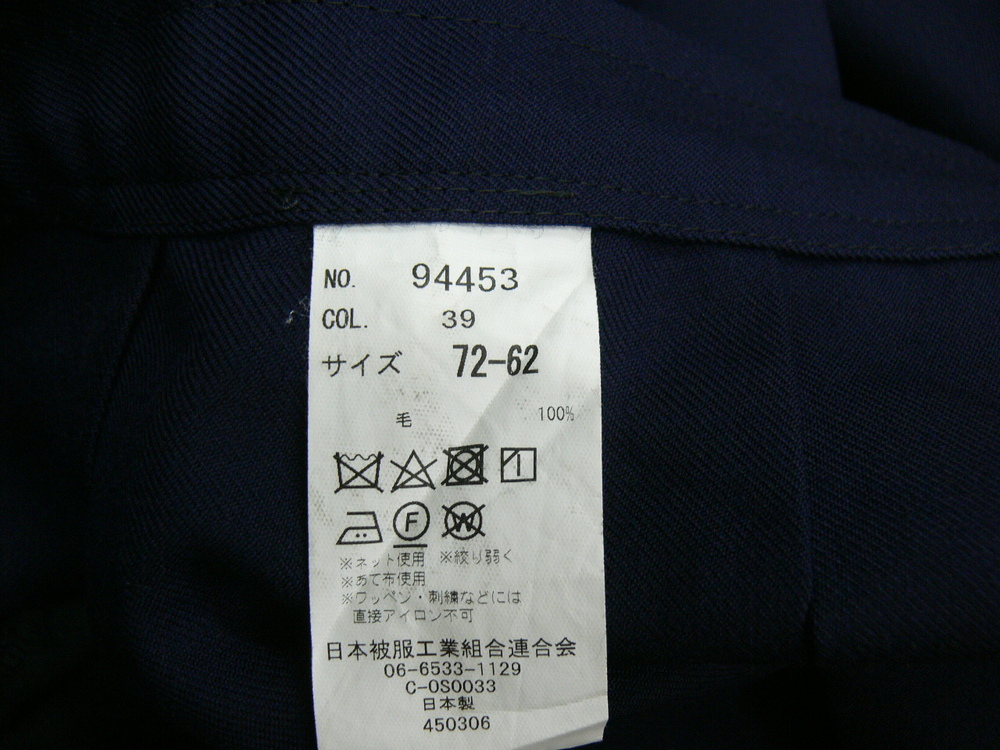 NO. 94453
COL. 39
サイズ 72-62
毛 100%
F W
※ネット使用 ※絞り弱く
※あて布使用
※ワッペン・刺繍などには
直接アイロン不可
日本被服工業組合連合会
06-6533-1129
C-0S0033
日本製
450306